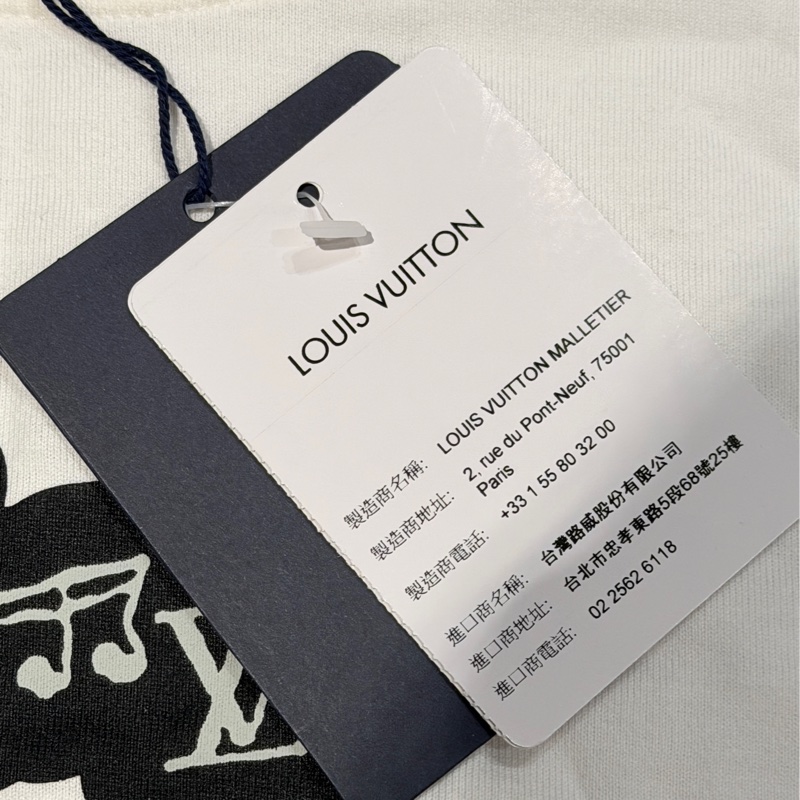 LOUIS VUITTON
製造商名稱: LOUIS VUITTON MALLETIER
製造商地址: 2, rue du Pont-Neuf, 75001
Paris
製造商電話: +33 1 55 80 32 00
進口商名稱: 台灣路威股份有限公司
進口商地址: 台北市忠孝東路5段68號25樓
進口商電話: 02 2562 6118
LV